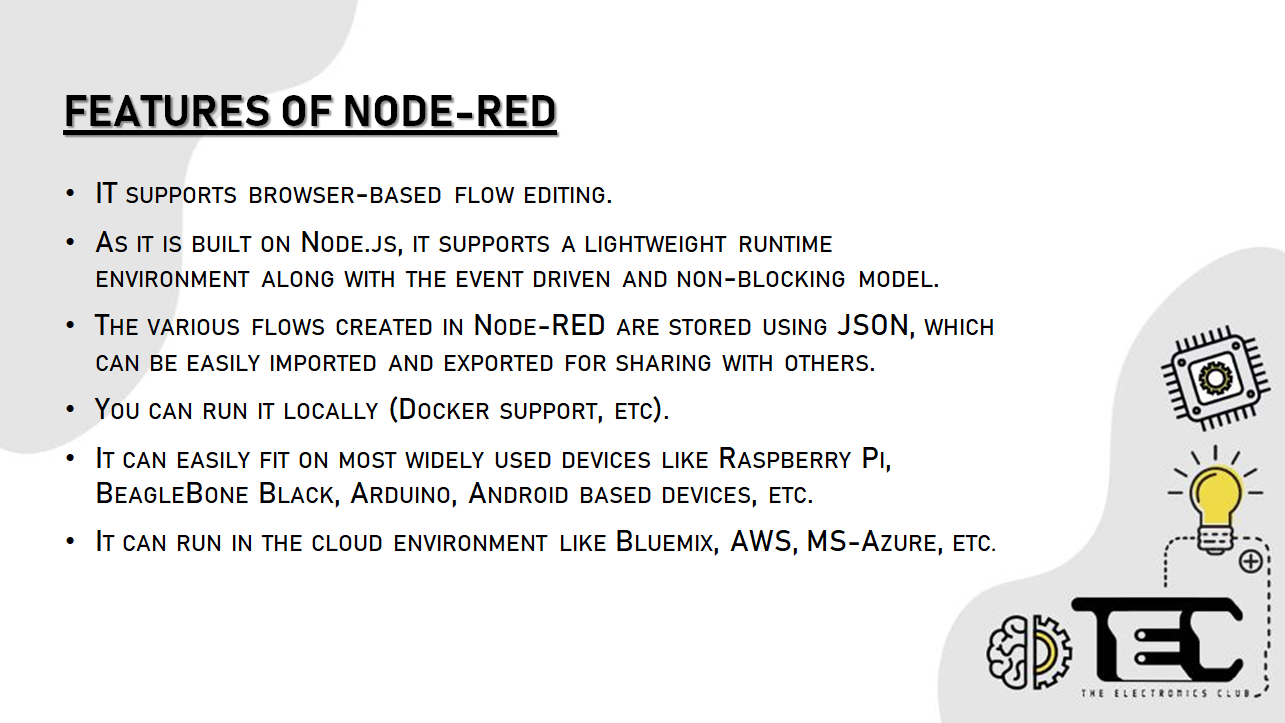 FEATURES OF NODE-RED
• IT SUPPORTS BROWSER-BASED FLOW EDITING.
• AS IT IS BUILT ON NODE.JS, IT SUPPORTS A LIGHTWEIGHT RUNTIME
ENVIRONMENT ALONG WITH THE EVENT DRIVEN AND NON-BLOCKING MODEL.
• THE VARIOUS FLOWS CREATED IN NODE-RED ARE STORED USING JSON, WHICH
CAN BE EASILY IMPORTED AND EXPORTED FOR SHARING WITH OTHERS.
• YOU CAN RUN IT LOCALLY (DOCKER SUPPORT, ETC).
• IT CAN EASILY FIT ON MOST WIDELY USED DEVICES LIKE RASPBERRY PI,
BEAGLEBONE BLACK, ARDUINO, ANDROID BASED DEVICES, ETC.
• IT CAN RUN IN THE CLOUD ENVIRONMENT LIKE BLUEMIX, AWS, MS-AZURE, ETC.
TEC
THE ELECTRONICS CLUB